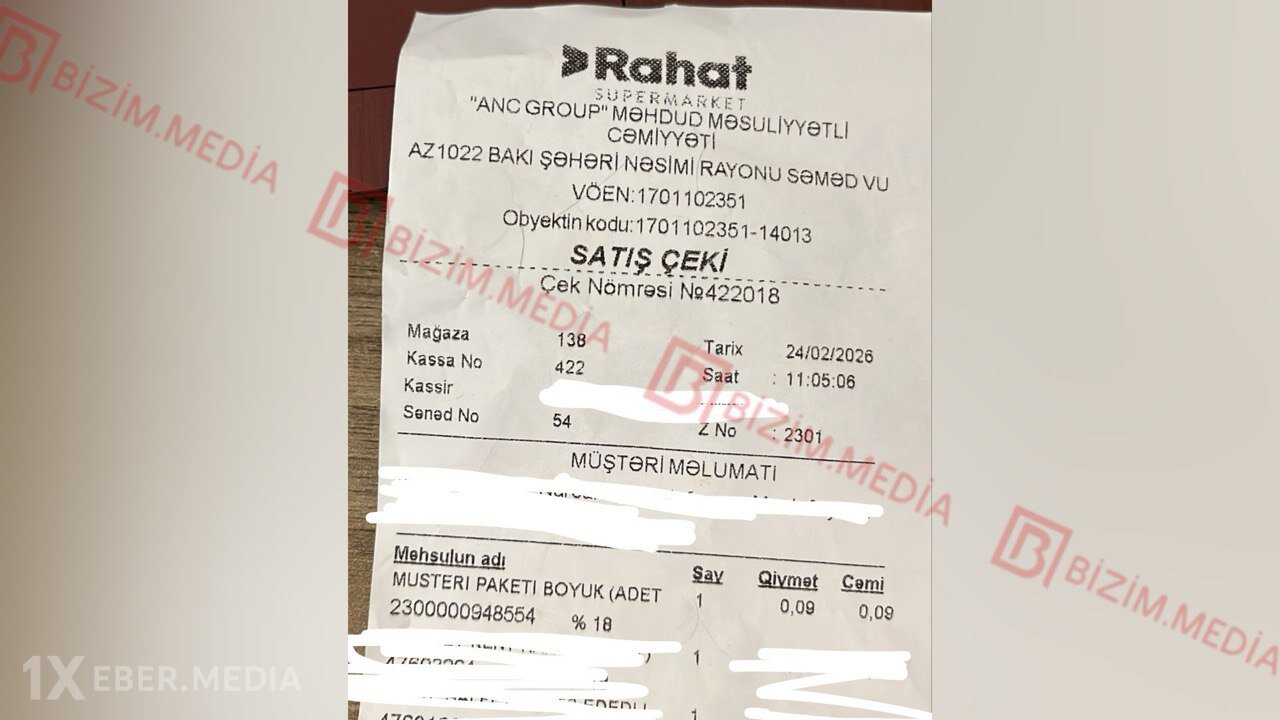 Rahat
SUPERMARKET
"ANC GROUP" MƏHDUD MƏSULİYYƏTLİ
CƏMİYYƏTİ
AZ1022 BAKI ŞƏHƏRİ NƏSİMİ RAYONU SƏMƏD VU
VÖEN:1701102351
Obyektin kodu:1701102351-14013
SATIŞ ÇEKİ
Çek Nömrəsi №422018
Mağaza 138 Tarix 24/02/2026
Kassa No 422 Saat : 11:05:06
Kassir
Sənəd No 54 Z No : 2301
MÜŞTƏRİ MƏLUMATI
Məhsulun adı Say Qiymət Cəmi
MUSTERI PAKETI BOYUK (ADET 1 0,09 0,09
2300000948554 % 18
1
1
BİZİM.MEDİA
BİZİM.MEDİA
BİZİM.MEDİA
BİZİM.MEDİA
1XEBER.MEDIA